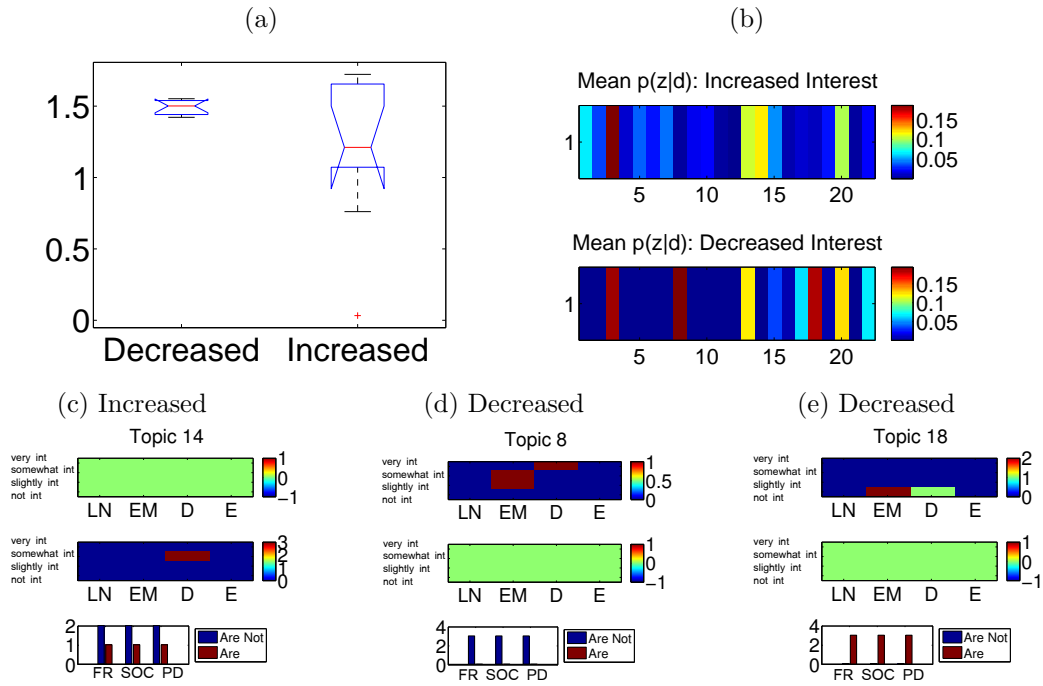 (a)
1.5
1
0.5
0
Decreased Increased
(b)
Mean p(z|d): Increased Interest
1
5 10 15 20
0.15
0.1
0.05
Mean p(z|d): Decreased Interest
1
5 10 15 20
0.15
0.1
0.05
(c) Increased
Topic 14
very int
somewhat int
slightly int
not int
LN EM D E
1
0
−1
very int
somewhat int
slightly int
not int
LN EM D E
3
2
1
0
2
1
0
FR SOC PD
Are Not
Are
(d) Decreased
Topic 8
very int
somewhat int
slightly int
not int
LN EM D E
1
0.5
0
very int
somewhat int
slightly int
not int
LN EM D E
1
0
−1
4
2
0
FR SOC PD
Are Not
Are
(e) Decreased
Topic 18
very int
somewhat int
slightly int
not int
LN EM D E
2
1
0
very int
somewhat int
slightly int
not int
LN EM D E
1
0
−1
4
2
0
FR SOC PD
Are Not
Are